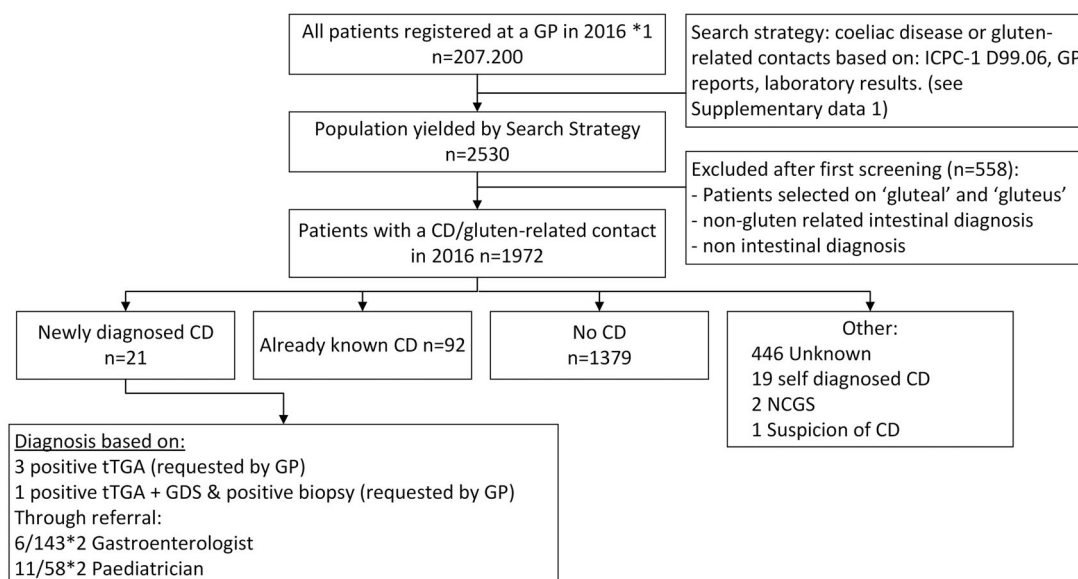 All patients registered at a GP in 2016 *1
n=207.200
Search strategy: coeliac disease or gluten-
related contacts based on: ICPC-1 D99.06, GP
reports, laboratory results. (see
Supplementary data 1)
Population yielded by Search Strategy
n=2530
Excluded after first screening (n=558):
- Patients selected on ‘gluteal’ and ‘gluteus’
- non-gluten related intestinal diagnosis
- non intestinal diagnosis
Patients with a CD/gluten-related contact
in 2016 n=1972
Newly diagnosed CD
n=21
Already known CD n=92
No CD
n=1379
Other:
446 Unknown
19 self diagnosed CD
2 NCGS
1 Suspicion of CD
Diagnosis based on:
3 positive tTGA (requested by GP)
1 positive tTGA + GDS & positive biopsy (requested by GP)
Through referral:
6/143*2 Gastroenterologist
11/58*2 Paediatrician